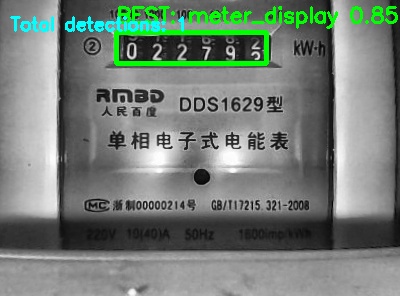 BEST: meter_display 0.85
Total detections: 1
② 02279 kW·h
RMBD
人民百度
DDS1629型
单相电子式电能表
MC 浙制00000214号 GB/T17215.321-2008
220V 10(40)A 50Hz 1600imp/kWh